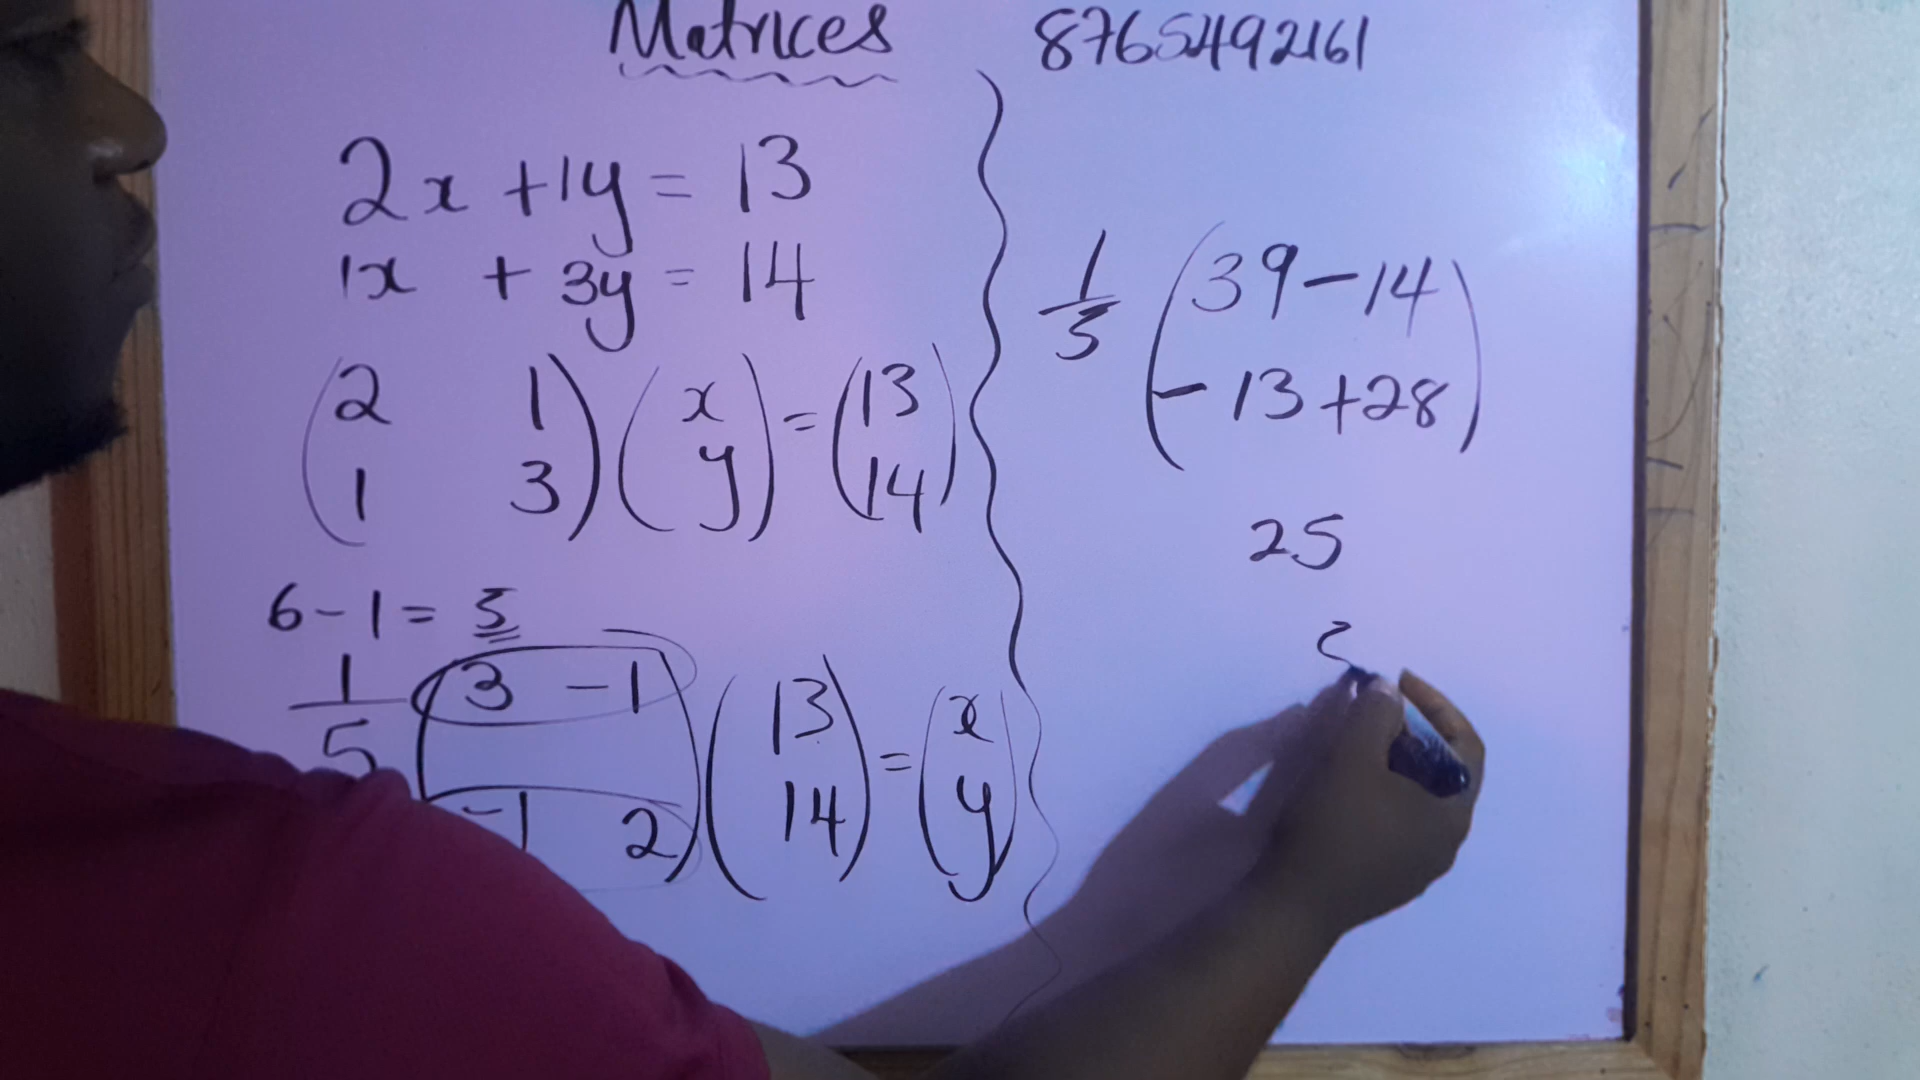 Matrices
8765492161
2x + 1y = 13
1x + 3y = 14
(2 1) (x) = (13)
(1 3) (y) (14)
6 - 1 = 5
1/5 (3 -1) (13) = (x)
(-1 2) (14) (y)
1/5 (39 - 14)
(-13 + 28)
25